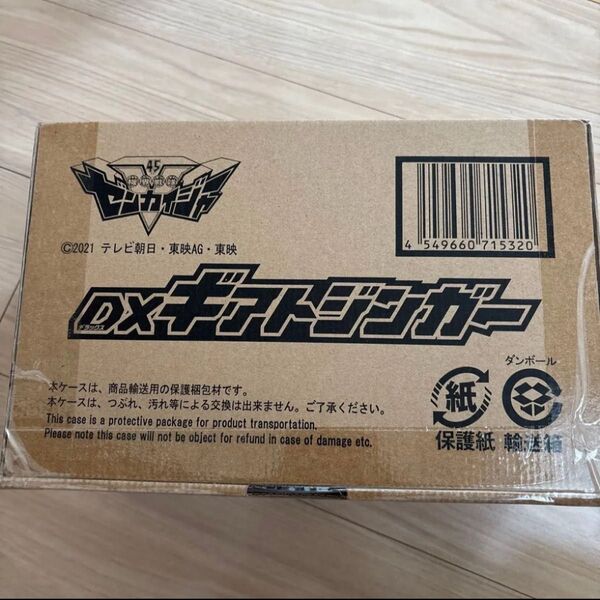 45
ゼンカイジャー
©2021 テレビ朝日・東映AG・東映
4 549660 715320
DXギアトジンガー
デラックス
本ケースは、商品輸送用の保護梱包材です。
本ケースは、つぶれ、汚れ等による交換は出来ません。ご了承ください。
This case is a protective package for product transportation.
Please note this case will not be object for refund in case of damage etc.
ダンボール
紙
保護紙 輸送箱